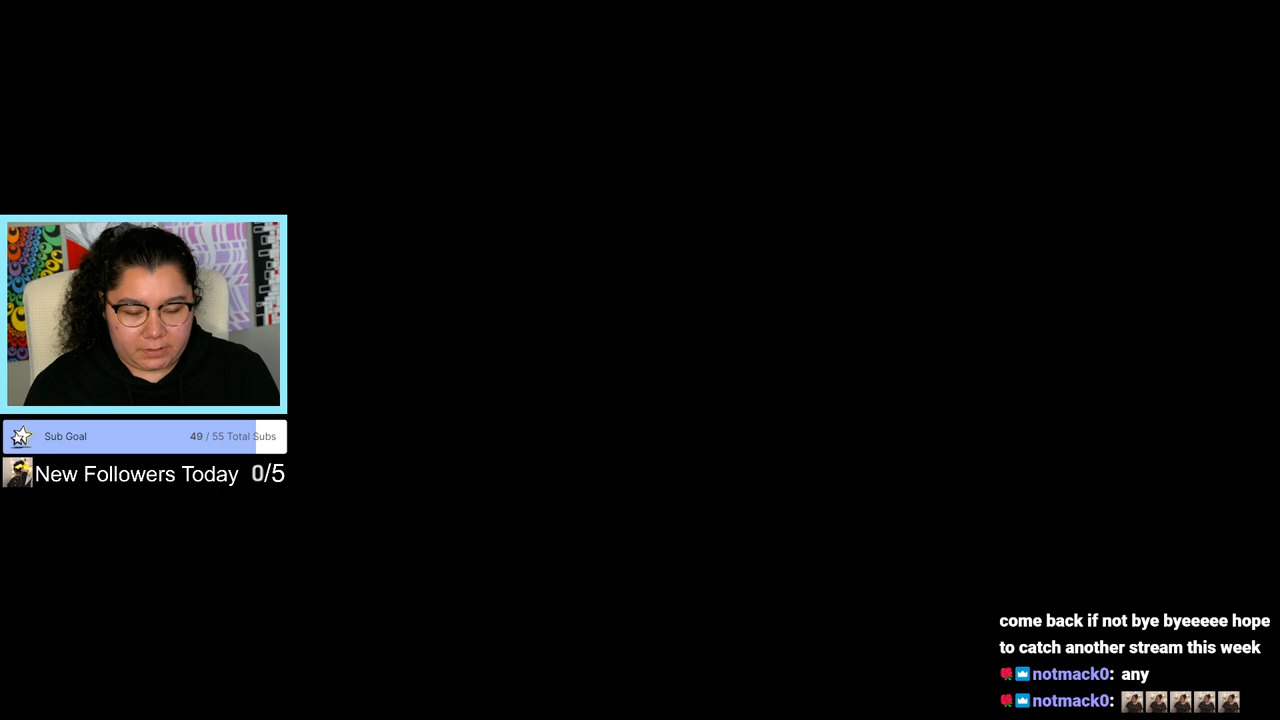 Sub Goal 49 / 55 Total Subs
New Followers Today 0/5
come back if not bye byeeeee hope
to catch another stream this week
notmack0: any
notmack0: